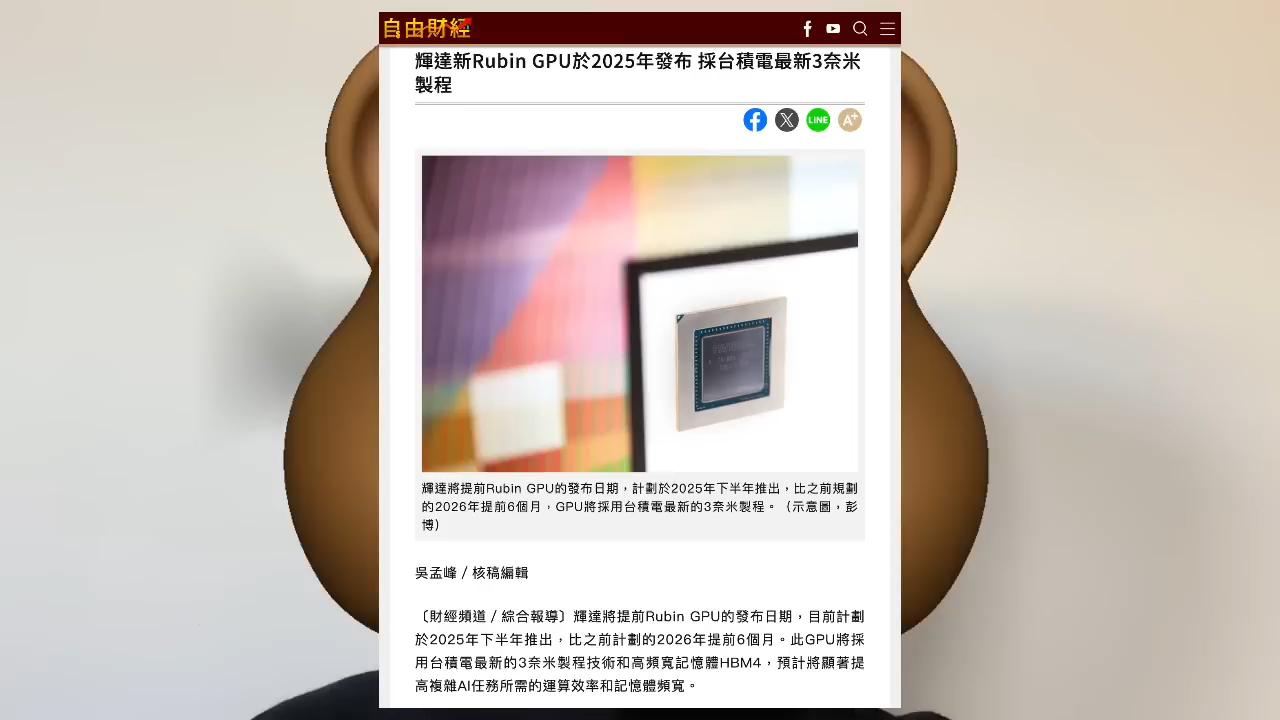 自由財經
輝達新Rubin GPU於2025年發布 採台積電最新3奈米
製程
LINE
A+
輝達將提前Rubin GPU的發布日期，計劃於2025年下半年推出，比之前規劃
的2026年提前6個月，GPU將採用台積電最新的3奈米製程。（示意圖，彭
博）
吳孟峰／核稿編輯
〔財經頻道／綜合報導〕輝達將提前Rubin GPU的發布日期，目前計劃
於2025年下半年推出，比之前計劃的2026年提前6個月。此GPU將採
用台積電最新的3奈米製程技術和高頻寬記憶體HBM4，預計將顯著提
高複雜AI任務所需的運算效率和記憶體頻寬。